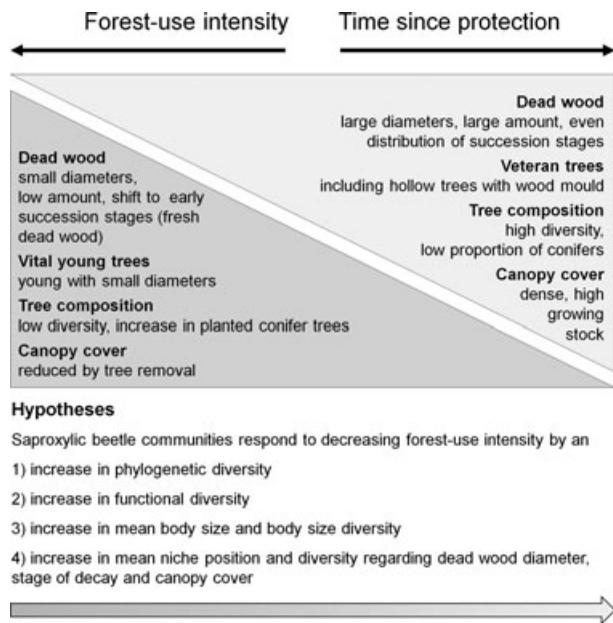 Forest-use intensity
Time since protection
Dead wood
large diameters, large amount, even
distribution of succession stages
Veteran trees
including hollow trees with wood mould
Tree composition
high diversity,
low proportion of conifers
Canopy cover
dense, high
growing
stock
Dead wood
small diameters,
low amount, shift to early
succession stages (fresh
dead wood)
Vital young trees
young with small diameters
Tree composition
low diversity, increase in planted conifer trees
Canopy cover
reduced by tree removal
Hypotheses
Saproxylic beetle communities respond to decreasing forest-use intensity by an
1) increase in phylogenetic diversity
2) increase in functional diversity
3) increase in mean body size and body size diversity
4) increase in mean niche position and diversity regarding dead wood diameter,
stage of decay and canopy cover